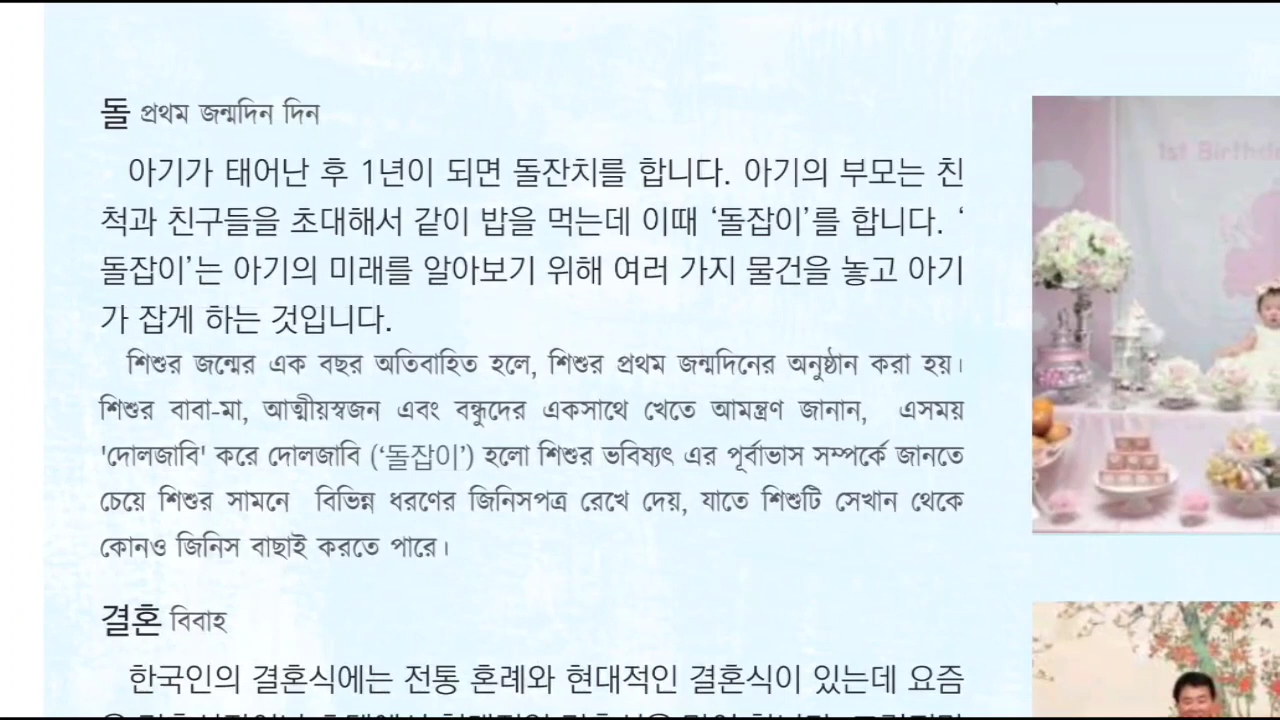 돌 প্রথম জন্মদিন দিন
아기가 태어난 후 1년이 되면 돌잔치를 합니다. 아기의 부모는 친
척과 친구들을 초대해서 같이 밥을 먹는데 이때 ‘돌잡이’를 합니다. ‘
돌잡이’는 아기의 미래를 알아보기 위해 여러 가지 물건을 놓고 아기
가 잡게 하는 것입니다.
শিশুর জন্মের এক বছর অতিবাহিত হলে, শিশুর প্রথম জন্মদিনের অনুষ্ঠান করা হয়।
শিশুর বাবা-মা, আত্মীয়স্বজন এবং বন্ধুদের একসাথে খেতে আমন্ত্রণ জানান, এসময়
'দোলজাবি' করে দোলজাবি (‘돌잡이’) হলো শিশুর ভবিষ্যৎ এর পূর্বাভাস সম্পর্কে জানতে
চেয়ে শিশুর সামনে বিভিন্ন ধরণের জিনিসপত্র রেখে দেয়, যাতে শিশুটি সেখান থেকে
কোনও জিনিস বাছাই করতে পারে।
1st Birthda
결혼 বিবাহ
한국인의 결혼식에는 전통 혼례와 현대적인 결혼식이 있는데 요즘